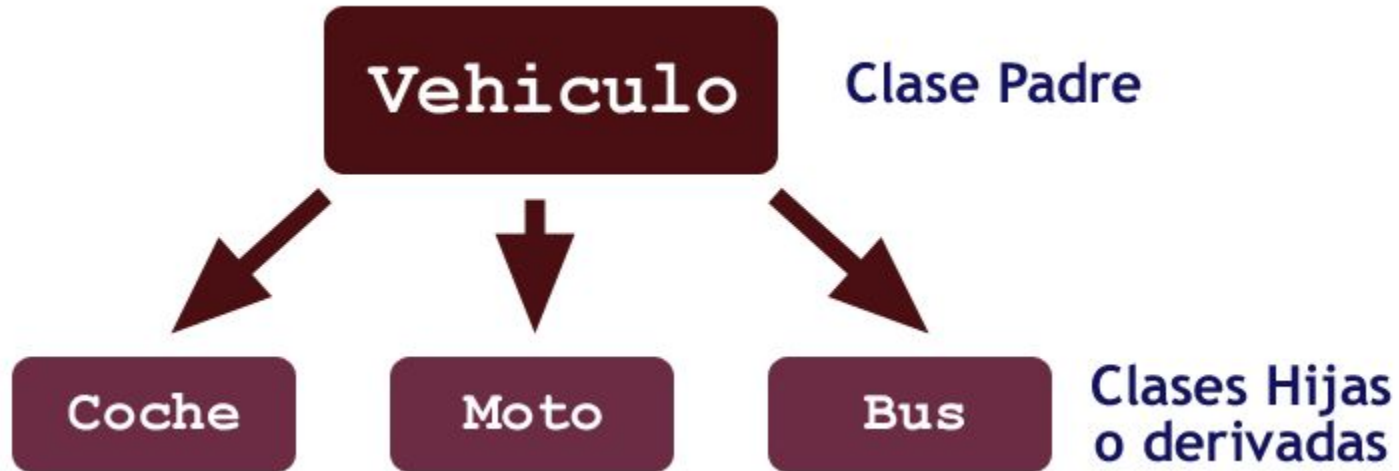 Vehiculo
Clase Padre
Coche
Moto
Bus
Clases Hijas
o derivadas